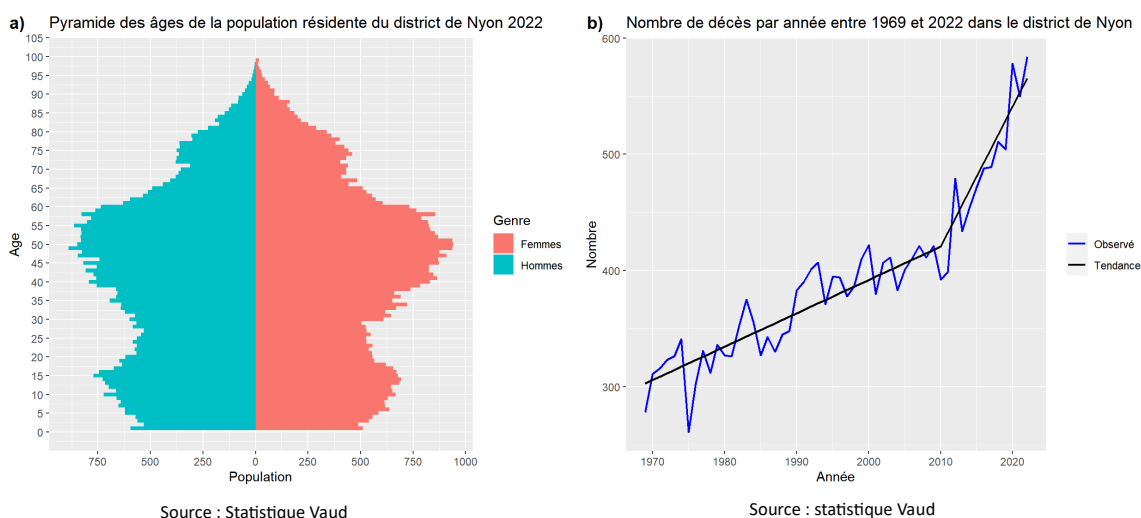 a) Pyramide des âges de la population résidente du district de Nyon 2022
105
100
95
90
85
80
75
70
65
60
55
50
45
40
35
30
25
20
15
10
5
0
Age
750 500 250 0 250 500 750 1000
Population
Genre
Femmes
Hommes
Source : Statistique Vaud
b) Nombre de décès par année entre 1969 et 2022 dans le district de Nyon
600
500
400
300
Nombre
1970 1980 1990 2000 2010 2020
Année
Observé
Tendance
Source : statistique Vaud